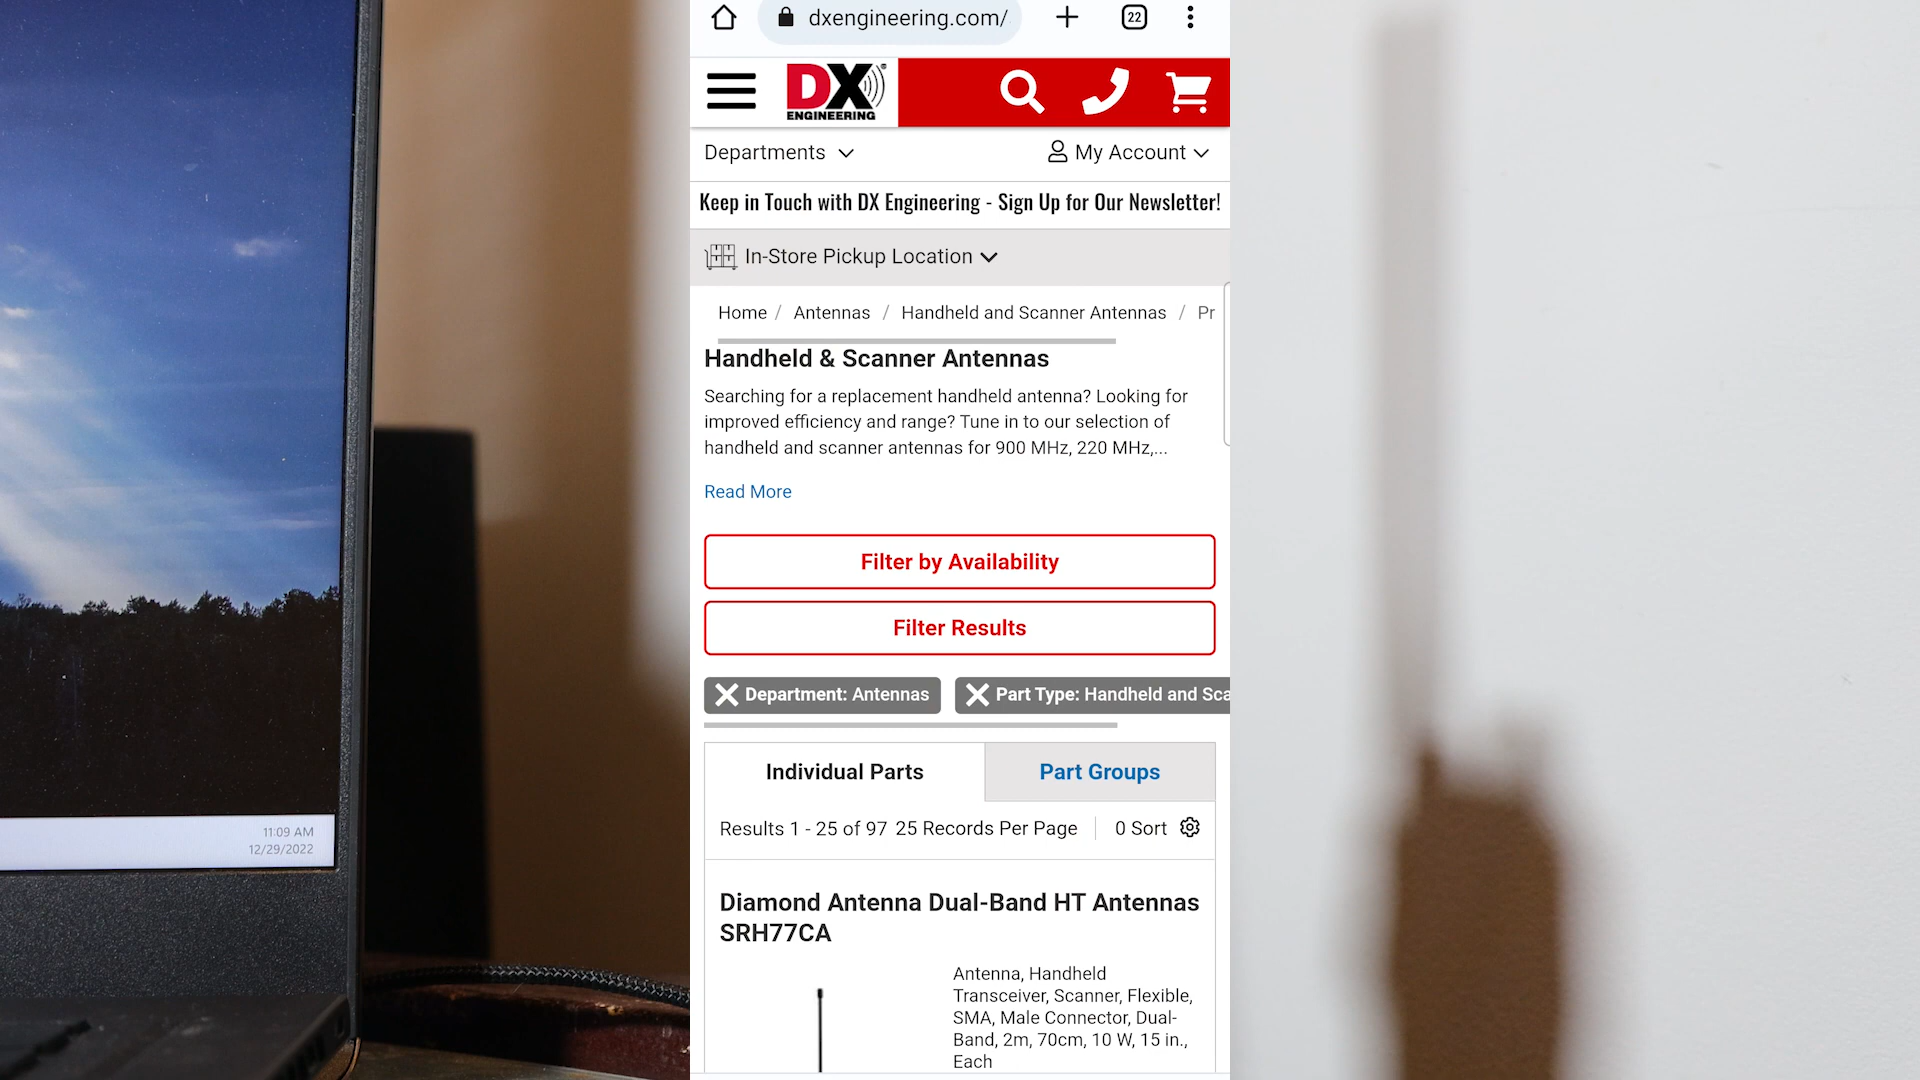 dxengineering.com/
22
DX
ENGINEERING
Departments
My Account
Keep in Touch with DX Engineering - Sign Up for Our Newsletter!
In-Store Pickup Location
Home / Antennas / Handheld and Scanner Antennas / Pr
Handheld & Scanner Antennas
Searching for a replacement handheld antenna? Looking for
improved efficiency and range? Tune in to our selection of
handheld and scanner antennas for 900 MHz, 220 MHz,...
Read More
Filter by Availability
Filter Results
Department: Antennas
Part Type: Handheld and Sca
Individual Parts
Part Groups
Results 1 - 25 of 97 25 Records Per Page
0 Sort
Diamond Antenna Dual-Band HT Antennas
SRH77CA
Antenna, Handheld
Transceiver, Scanner, Flexible,
SMA, Male Connector, Dual-
Band, 2m, 70cm, 10 W, 15 in.,
Each
11:09 AM
12/29/2022